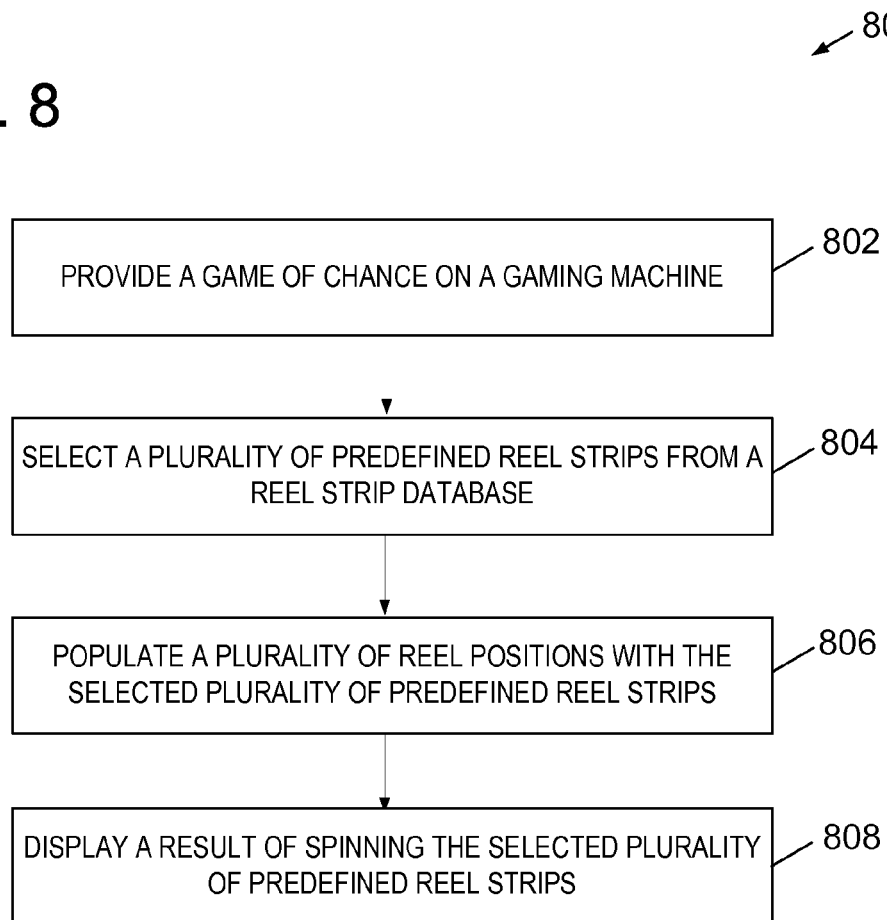 8
PROVIDE A GAME OF CHANCE ON A GAMING MACHINE
802
SELECT A PLURALITY OF PREDEFINED REEL STRIPS FROM A
REEL STRIP DATABASE
804
POPULATE A PLURALITY OF REEL POSITIONS WITH THE
SELECTED PLURALITY OF PREDEFINED REEL STRIPS
806
DISPLAY A RESULT OF SPINNING THE SELECTED PLURALITY
OF PREDEFINED REEL STRIPS
808